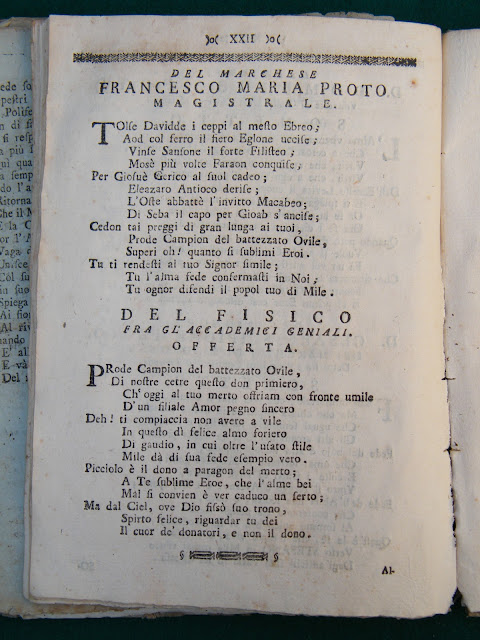 )o( XXII )o(
DEL MARCHESE
FRANCESCO MARIA PROTO
MAGISTRALE.
TOlse Davidde i ceppi al mesto Ebreo;
Aod col ferro il fiero Eglone uccise;
Vinse Sansone il forte Filisteo;
Mosè più volte Faraon conquise;
Per Giosuè Gerico al suol cadeo;
Eleazaro Antioco derise;
L'Oste abbattè l'invitto Macabeo;
Di Seba il capo per Gioab s'ancise;
Cedon tai preggi di gran lunga ai tuoi,
Prode Campion del battezzato Ovile,
Superi oh! quanto sì sublimi Eroi.
Tu ti rendesti al tuo Signor simile;
Tu l'alma fede confermasti in Noi;
Tu ognor difendi il popol tuo di Mile.
DEL FISICO
FRA GL'ACCADEMICI GENIALI.
OFFERTA.
PRode Campion del battezzato Ovile,
Di nostre cetre questo don primiero,
Ch'oggi al tuo merto offriam con fronte umile
D'un filiale Amor pegno sincero
Deh! ti compiaccia non avere a vile
In questo dì felice almo foriero
Di gaudio, in cui oltre l'usato stile
Mile dà di sua fede esempio vero.
Picciolo è il dono a paragon del merto;
A Te sublime Eroe, che l'alme bei
Mal si convien è ver caduco un serto;
Ma dal Ciel, ove Dio fissò suo trono,
Spirto felice, riguardar tu dei
Il cuor de' donatori, e non il dono.
Al-